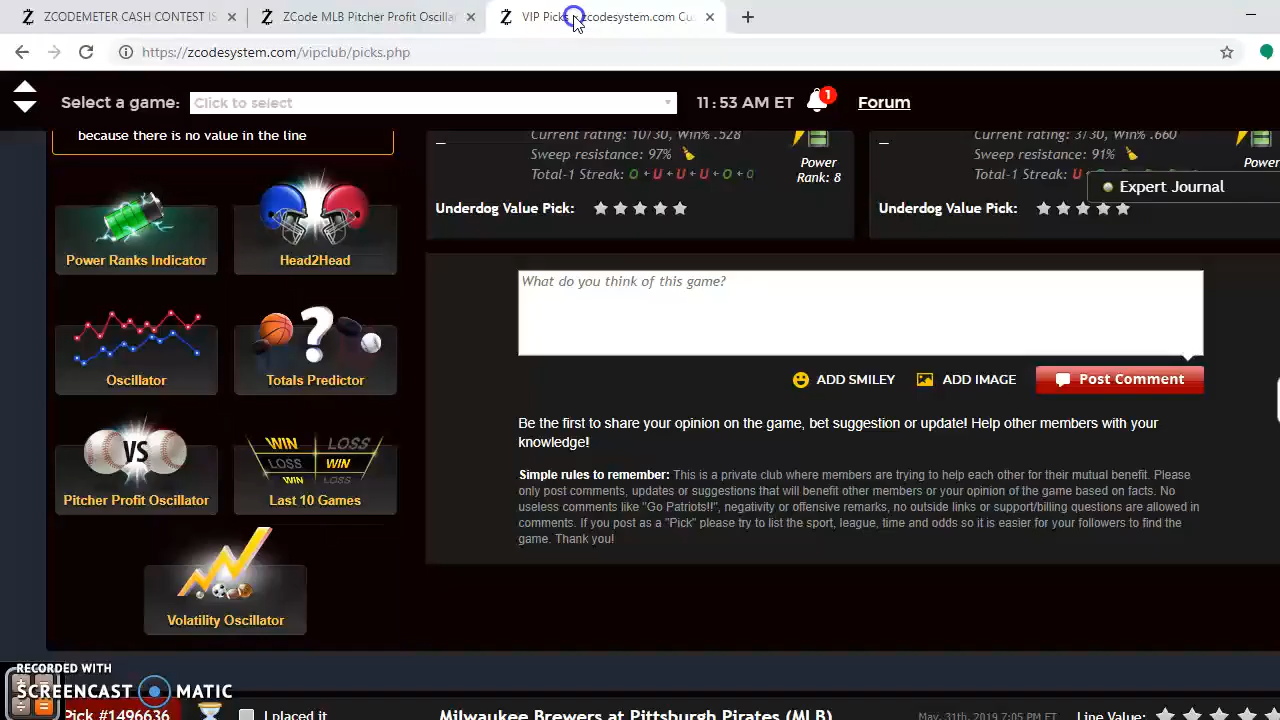 ZCODEMETER CASH CONTEST IS
ZCode MLB Pitcher Profit Oscillat
VIP Picks zcodesystem.com Cu
https://zcodesystem.com/vipclub/picks.php
Select a game: Click to select 11:53 AM ET 1 Forum
because there is no value in the line
Current rating: 10/30, Win% .528
Sweep resistance: 97%
Total-1 Streak: O U U U O O
Power Rank: 8
Underdog Value Pick:
Current rating: 3/30, Win% .660
Sweep resistance: 91%
Total-1 Streak: U
Power
Expert Journal
Underdog Value Pick:
Power Ranks Indicator
Head2Head
Oscillator
Totals Predictor
VS
Pitcher Profit Oscillator
WIN LOSS
LOSS WIN
WIN LOSS
Last 10 Games
Volatility Oscillator
What do you think of this game?
ADD SMILEY ADD IMAGE Post Comment
Be the first to share your opinion on the game, bet suggestion or update! Help other members with your
knowledge!
Simple rules to remember: This is a private club where members are trying to help each other for their mutual benefit. Please
only post comments, updates or suggestions that will benefit other members or your opinion of the game based on facts. No
useless comments like "Go Patriots!!", negativity or offensive remarks, no outside links or support/billing questions are allowed in
comments. If you post as a "Pick" please try to list the sport, league, time and odds so it is easier for your followers to find the
game. Thank you!
RECORDED WITH
SCREENCAST MATIC
Pick #1496636 I placed it Milwaukee Brewers at Pittsburgh Pirates (MLB) May. 31th, 2019 7:05 PM ET Line Value: